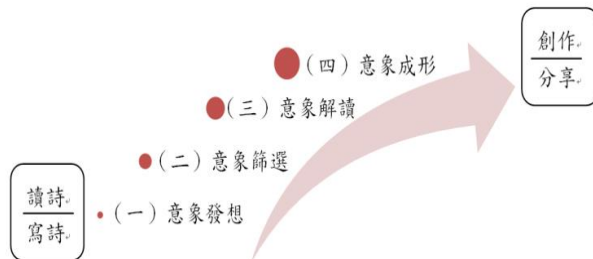 創作
分享
(四)意象成形
(三)意象解讀
(二)意象篩選
(一)意象發想
讀詩
寫詩